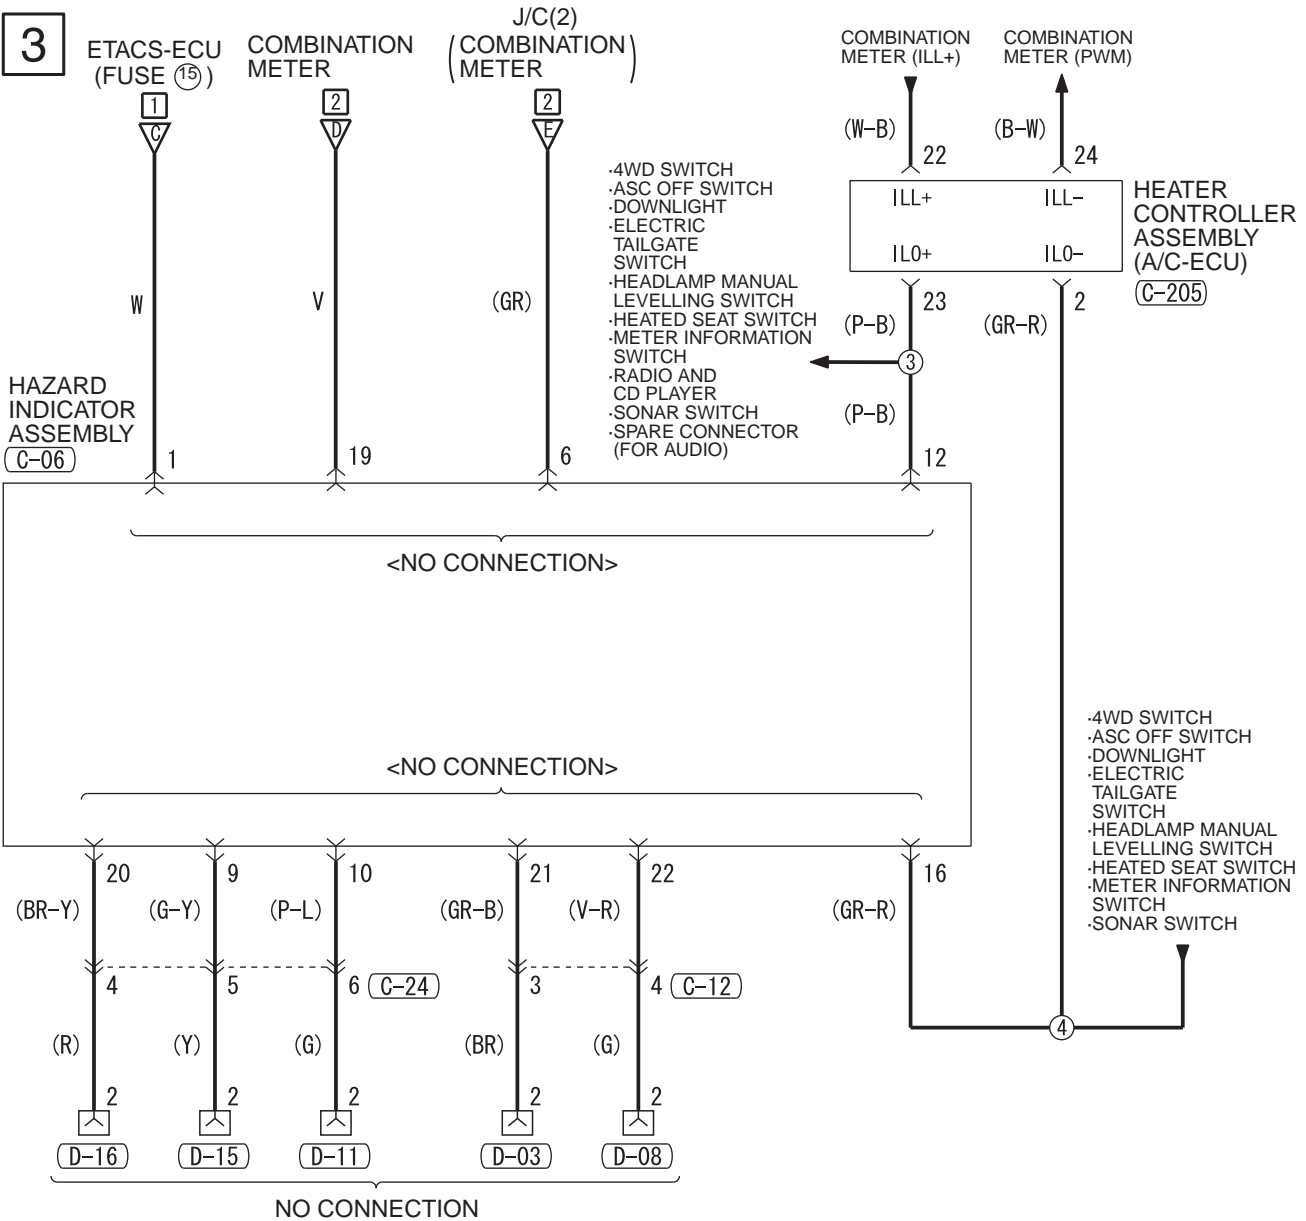 3
ETACS-ECU
(FUSE ⑮)
1
C
COMBINATION
METER
2
D
J/C(2)
(COMBINATION
METER)
2
E
COMBINATION
METER (ILL+)
COMBINATION
METER (PWM)
(W-B)
22
(B-W)
24
ILL+
ILL-
ILO+
ILO-
HEATER
CONTROLLER
ASSEMBLY
(A/C-ECU)
C-205
·4WD SWITCH
·ASC OFF SWITCH
·DOWNLIGHT
·ELECTRIC
TAILGATE
SWITCH
·HEADLAMP MANUAL
LEVELLING SWITCH
·HEATED SEAT SWITCH
·METER INFORMATION
SWITCH
·RADIO AND
CD PLAYER
·SONAR SWITCH
·SPARE CONNECTOR
(FOR AUDIO)
W
V
(GR)
23
(P-B)
2
(GR-R)
3
(P-B)
HAZARD
INDICATOR
ASSEMBLY
C-06
1
19
6
12
<NO CONNECTION>
<NO CONNECTION>
·4WD SWITCH
·ASC OFF SWITCH
·DOWNLIGHT
·ELECTRIC
TAILGATE
SWITCH
·HEADLAMP MANUAL
LEVELLING SWITCH
·HEATED SEAT SWITCH
·METER INFORMATION
SWITCH
·SONAR SWITCH
20
9
10
21
22
16
(BR-Y)
(G-Y)
(P-L)
(GR-B)
(V-R)
(GR-R)
4
5
6
C-24
3
4
C-12
4
(R)
(Y)
(G)
(BR)
(G)
2
2
2
2
2
D-16
D-15
D-11
D-03
D-08
NO CONNECTION